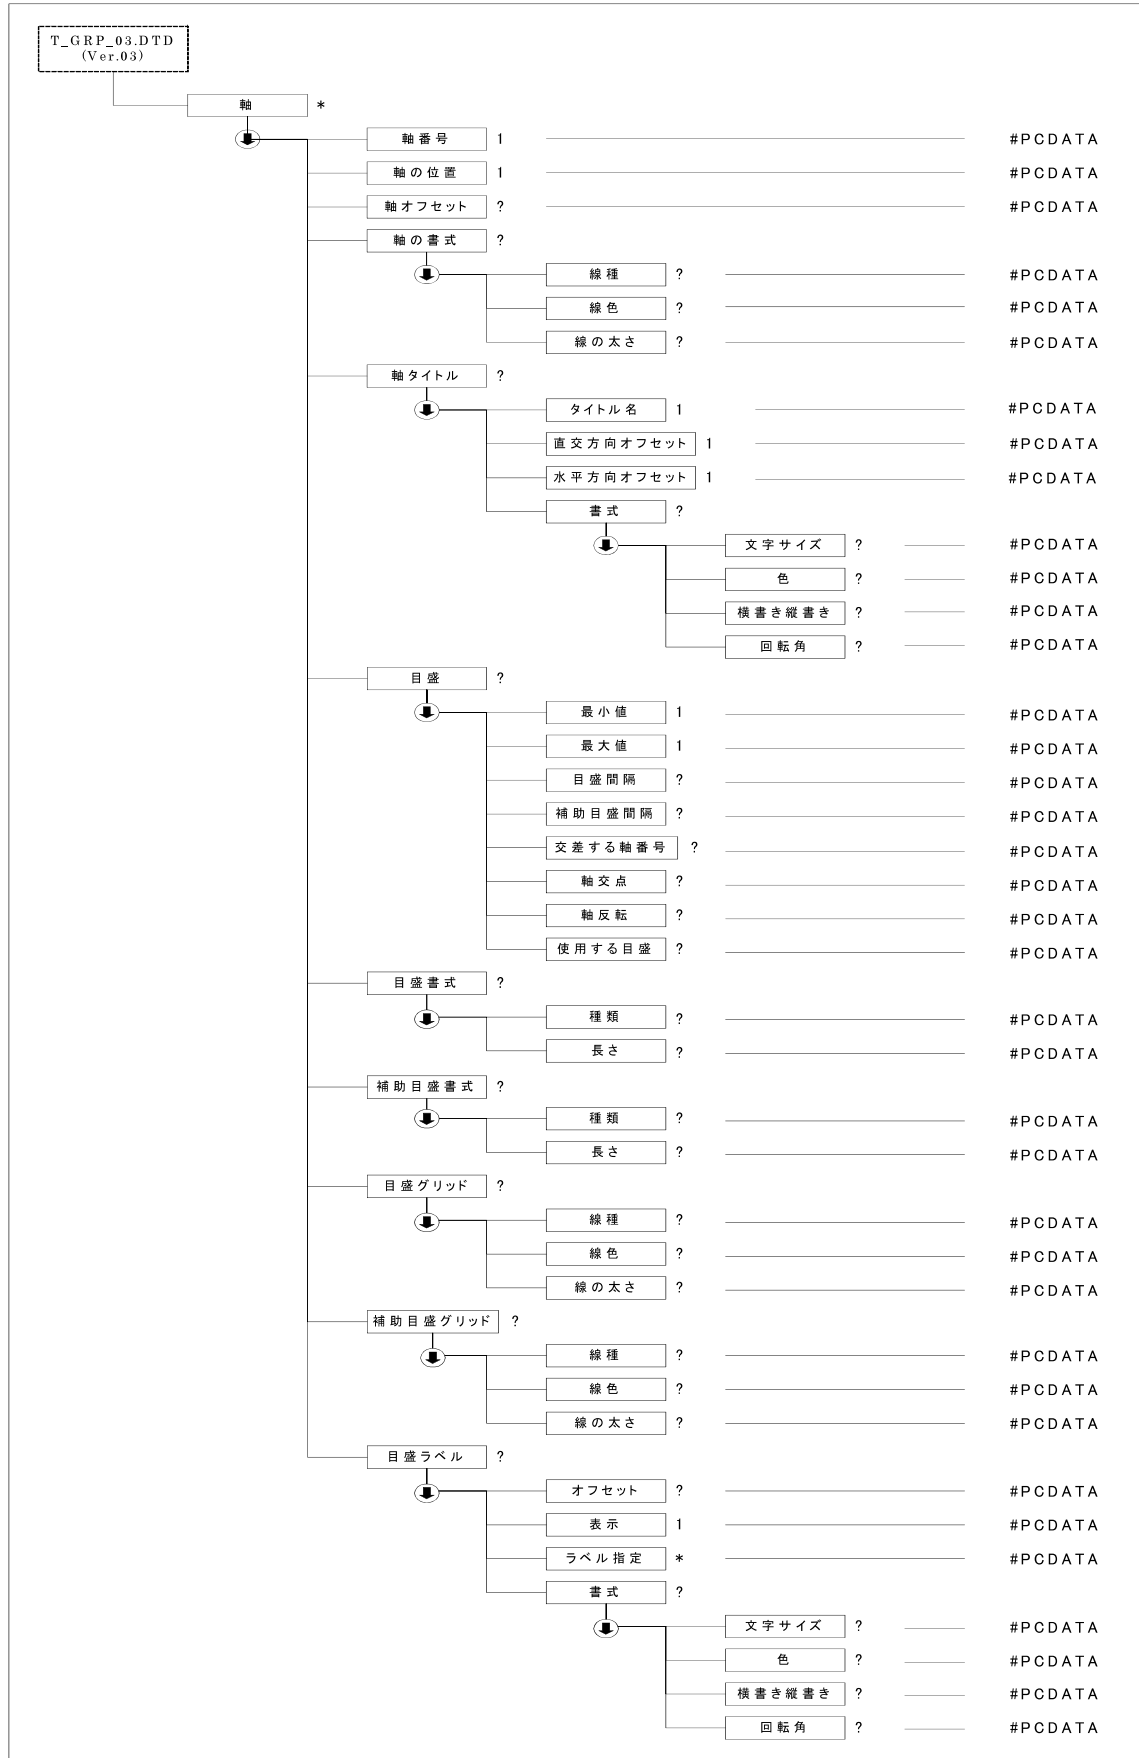 T_GRP_03.DTD
(Ver.03)
軸 *
軸番号 1 #PCDATA
軸の位置 1 #PCDATA
軸オフセット ? #PCDATA
軸の書式 ?
線種 ? #PCDATA
線色 ? #PCDATA
線の太さ ? #PCDATA
軸タイトル ?
タイトル名 1 #PCDATA
直交方向オフセット 1 #PCDATA
水平方向オフセット 1 #PCDATA
書式 ?
文字サイズ ? #PCDATA
色 ? #PCDATA
横書き縦書き ? #PCDATA
回転角 ? #PCDATA
目盛 ?
最小値 1 #PCDATA
最大値 1 #PCDATA
目盛間隔 ? #PCDATA
補助目盛間隔 ? #PCDATA
交差する軸番号 ? #PCDATA
軸交点 ? #PCDATA
軸反転 ? #PCDATA
使用する目盛 ? #PCDATA
目盛書式 ?
種類 ? #PCDATA
長さ ? #PCDATA
補助目盛書式 ?
種類 ? #PCDATA
長さ ? #PCDATA
目盛グリッド ?
線種 ? #PCDATA
線色 ? #PCDATA
線の太さ ? #PCDATA
補助目盛グリッド ?
線種 ? #PCDATA
線色 ? #PCDATA
線の太さ ? #PCDATA
目盛ラベル ?
オフセット ? #PCDATA
表示 1 #PCDATA
ラベル指定 * #PCDATA
書式 ?
文字サイズ ? #PCDATA
色 ? #PCDATA
横書き縦書き ? #PCDATA
回転角 ? #PCDATA